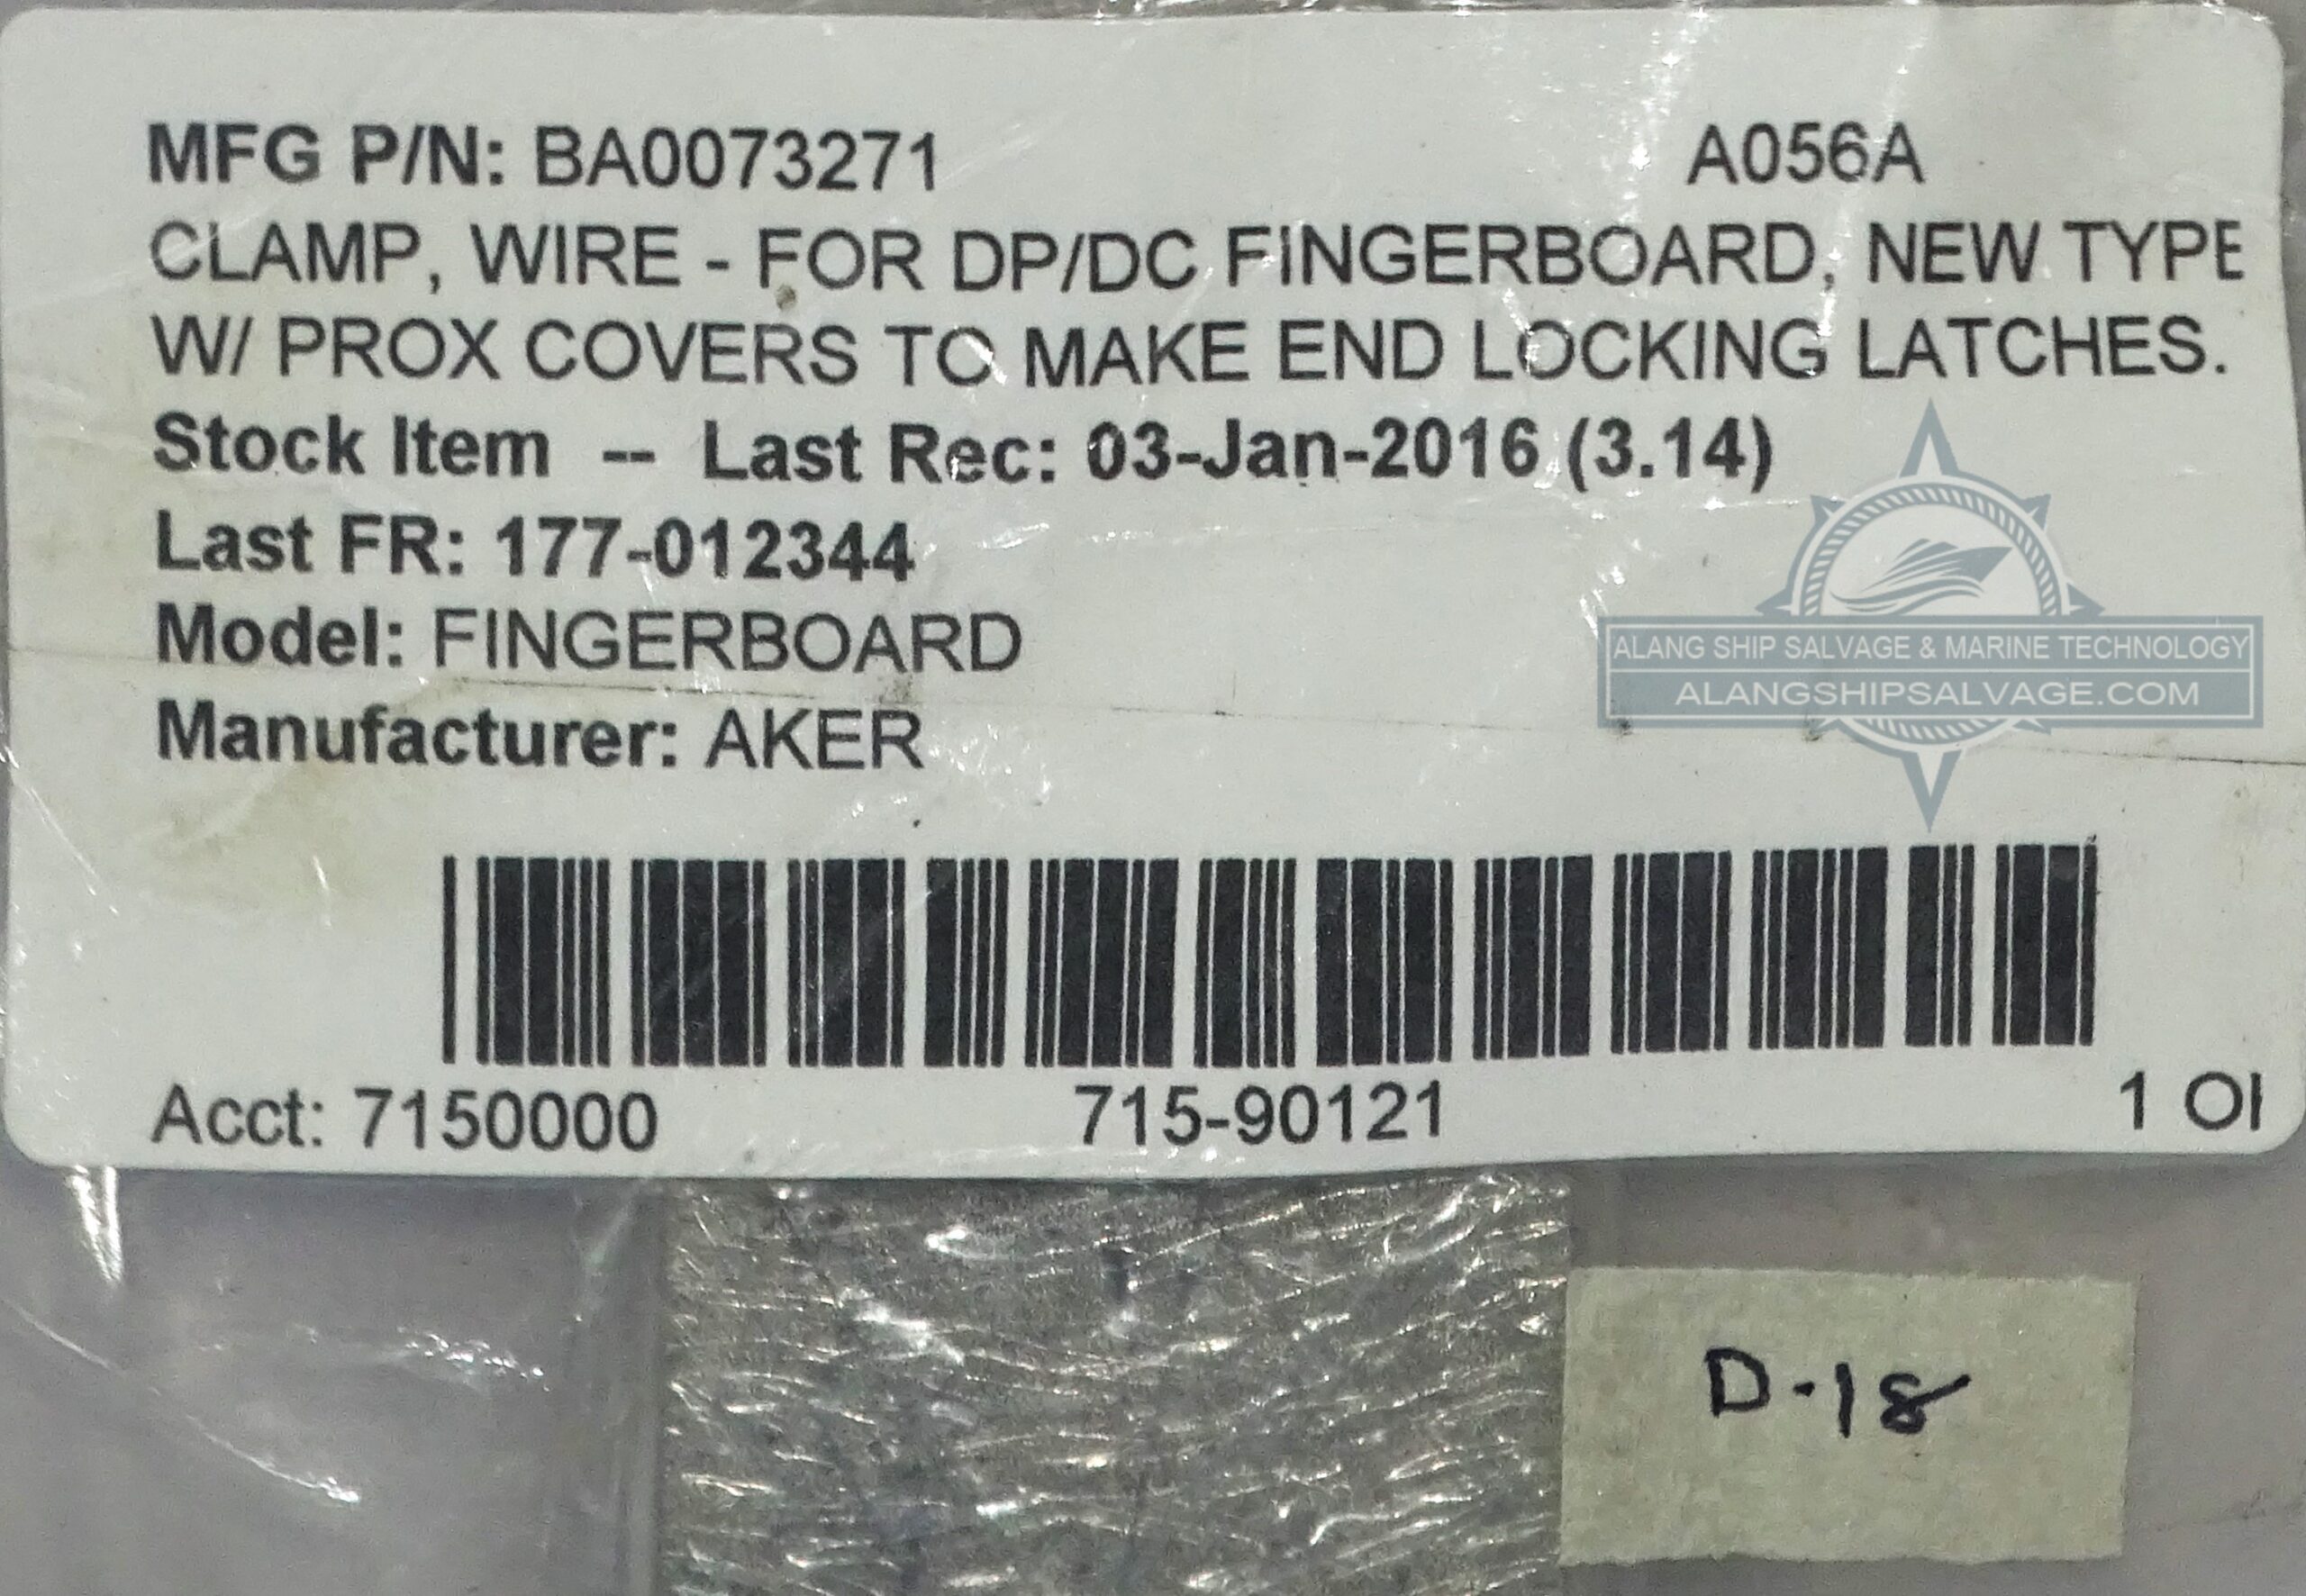 MFG P/N: BA0073271 A056A
CLAMP, WIRE - FOR DP/DC FINGERBOARD, NEW TYPE
W/ PROX COVERS TO MAKE END LOCKING LATCHES.
Stock Item -- Last Rec: 03-Jan-2016 (3.14)
Last FR: 177-012344
Model: FINGERBOARD
Manufacturer: AKER
ALANG SHIP SALVAGE & MARINE TECHNOLOGY
ALANGSHIPSALVAGE.COM
Acct: 7150000 715-90121 1
D-18